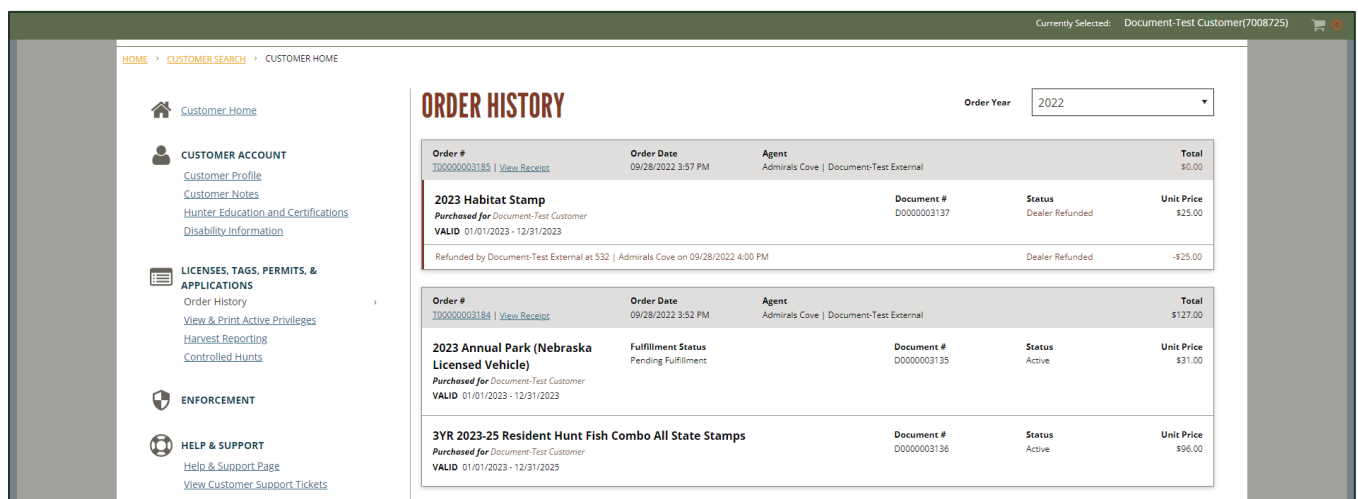 Currently Selected: Document-Test Customer(7008725) 0
HOME › CUSTOMER SEARCH › CUSTOMER HOME
Customer Home
CUSTOMER ACCOUNT
Customer Profile
Customer Notes
Hunter Education and Certifications
Disability Information
LICENSES, TAGS, PERMITS, &
APPLICATIONS
Order History ›
View & Print Active Privileges
Harvest Reporting
Controlled Hunts
ENFORCEMENT
HELP & SUPPORT
Help & Support Page
View Customer Support Tickets
ORDER HISTORY
Order Year 2022
Order # Order Date Agent Total
T00000003185 | View Receipt 09/28/2022 3:57 PM Admirals Cove | Document-Test External $0.00
2023 Habitat Stamp Document # Status Unit Price
Purchased for Document-Test Customer D0000003137 Dealer Refunded $25.00
VALID 01/01/2023 - 12/31/2023
Refunded by Document-Test External at 532 | Admirals Cove on 09/28/2022 4:00 PM Dealer Refunded -$25.00
Order # Order Date Agent Total
T00000003184 | View Receipt 09/28/2022 3:52 PM Admirals Cove | Document-Test External $127.00
2023 Annual Park (Nebraska Fulfillment Status Document # Status Unit Price
Licensed Vehicle) Pending Fulfillment D0000003135 Active $31.00
Purchased for Document-Test Customer
VALID 01/01/2023 - 12/31/2023
3YR 2023-25 Resident Hunt Fish Combo All State Stamps Document # Status Unit Price
Purchased for Document-Test Customer D0000003136 Active $96.00
VALID 01/01/2023 - 12/31/2025